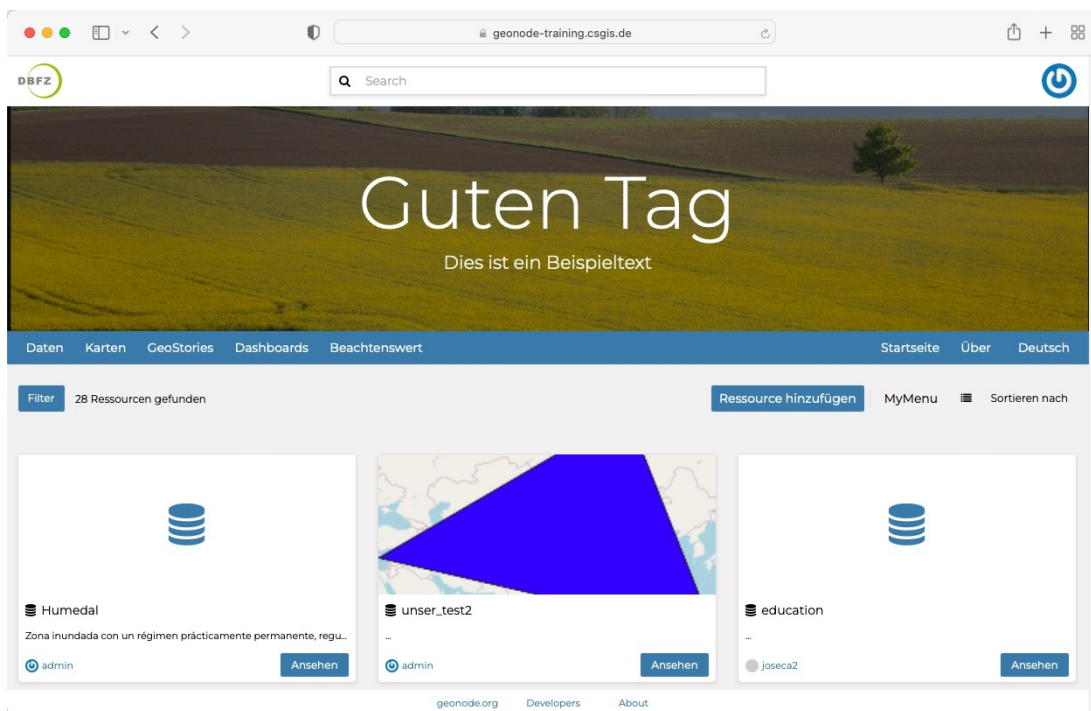 geonode-training.csgis.de
DBFZ
Search
Guten Tag
Dies ist ein Beispieltext
Daten Karten GeoStories Dashboards Beachtenswert Startseite Über Deutsch
Filter 28 Ressourcen gefunden Ressource hinzufügen MyMenu Sortieren nach
Humedal
Zona inundada con un régimen prácticamente permanente, regu...
admin Ansehen
unser_test2
...
admin Ansehen
education
...
joseca2 Ansehen
geonode.org Developers About